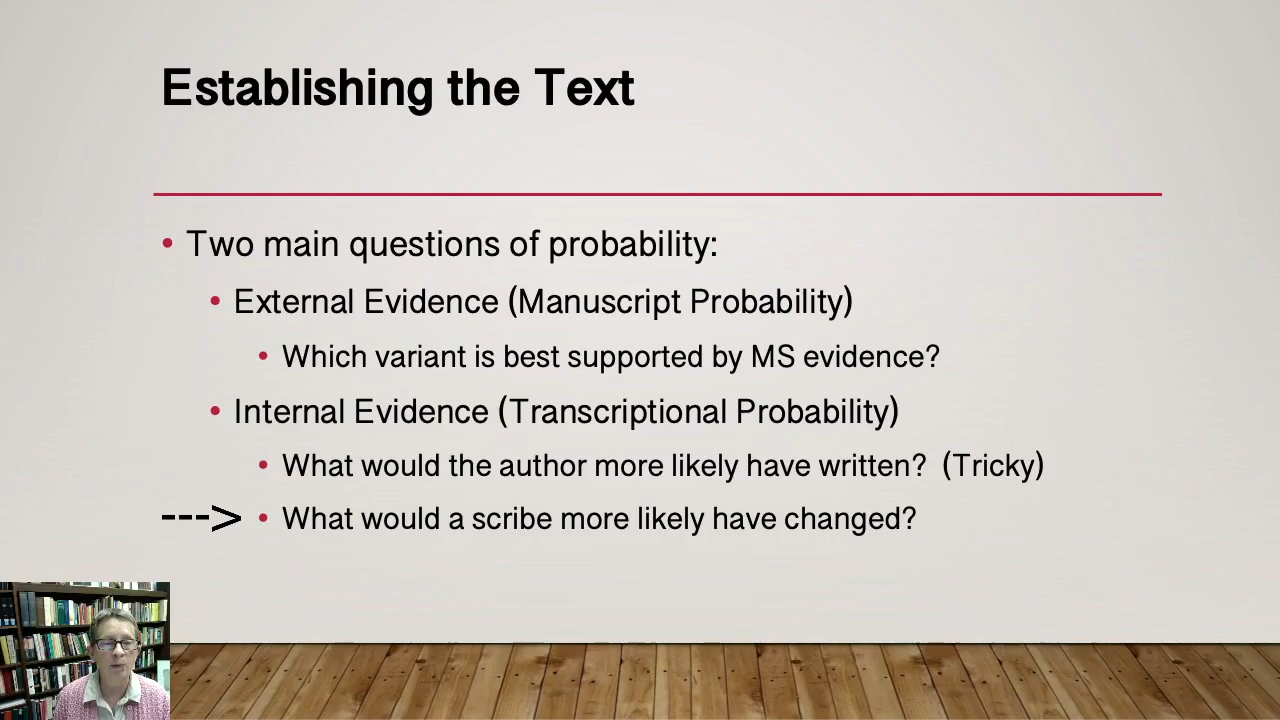 Establishing the Text
• Two main questions of probability:
• External Evidence (Manuscript Probability)
• Which variant is best supported by MS evidence?
• Internal Evidence (Transcriptional Probability)
• What would the author more likely have written?  (Tricky)
---> • What would a scribe more likely have changed?